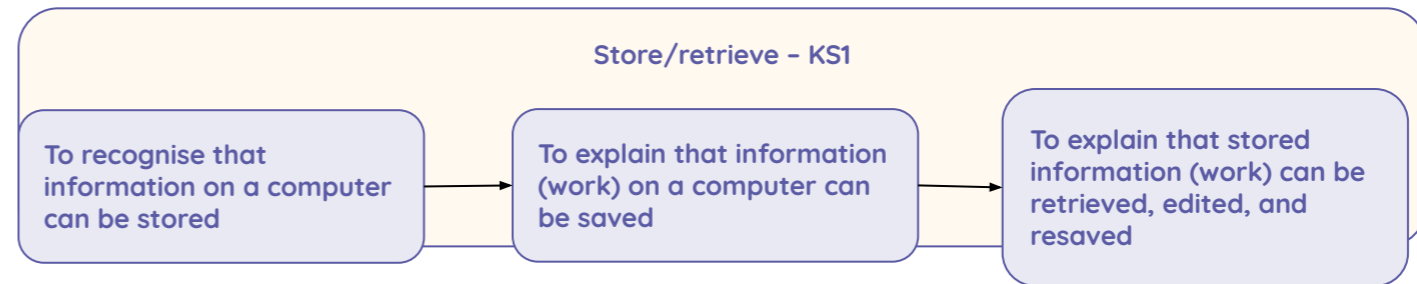 Store/retrieve – KS1
To recognise that
information on a computer
can be stored
To explain that information
(work) on a computer can
be saved
To explain that stored
information (work) can be
retrieved, edited, and
resaved